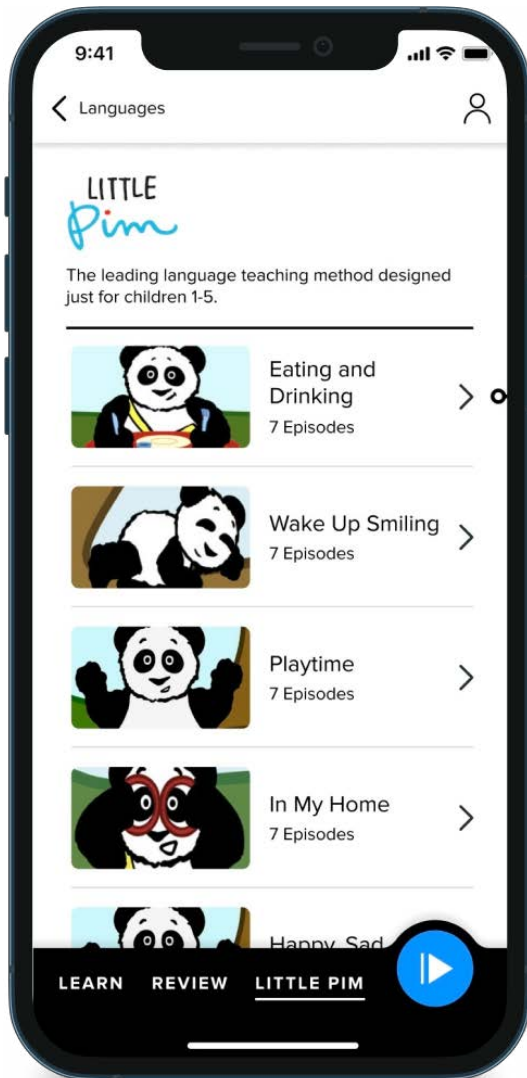 9:41
Languages
LITTLE
Pim
The leading language teaching method designed
just for children 1-5.
Eating and
Drinking
7 Episodes
Wake Up Smiling
7 Episodes
Playtime
7 Episodes
In My Home
7 Episodes
Happy, Sad
LEARN REVIEW LITTLE PIM